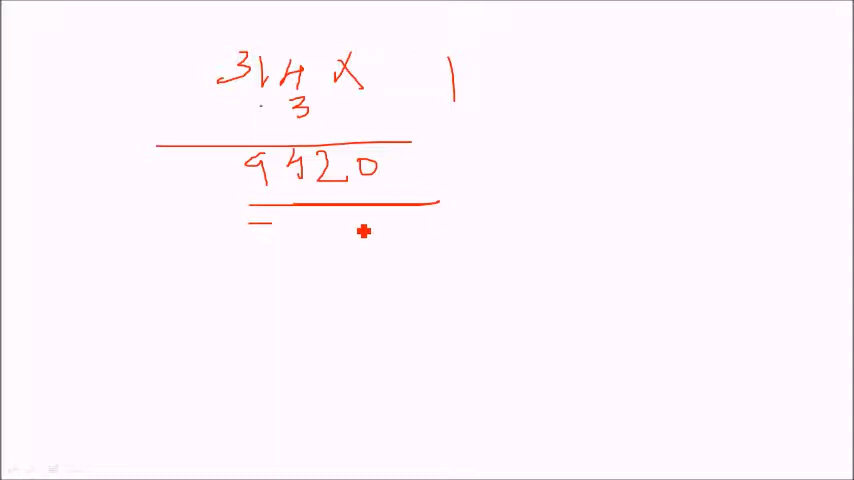 314 × 1
3
9420
=